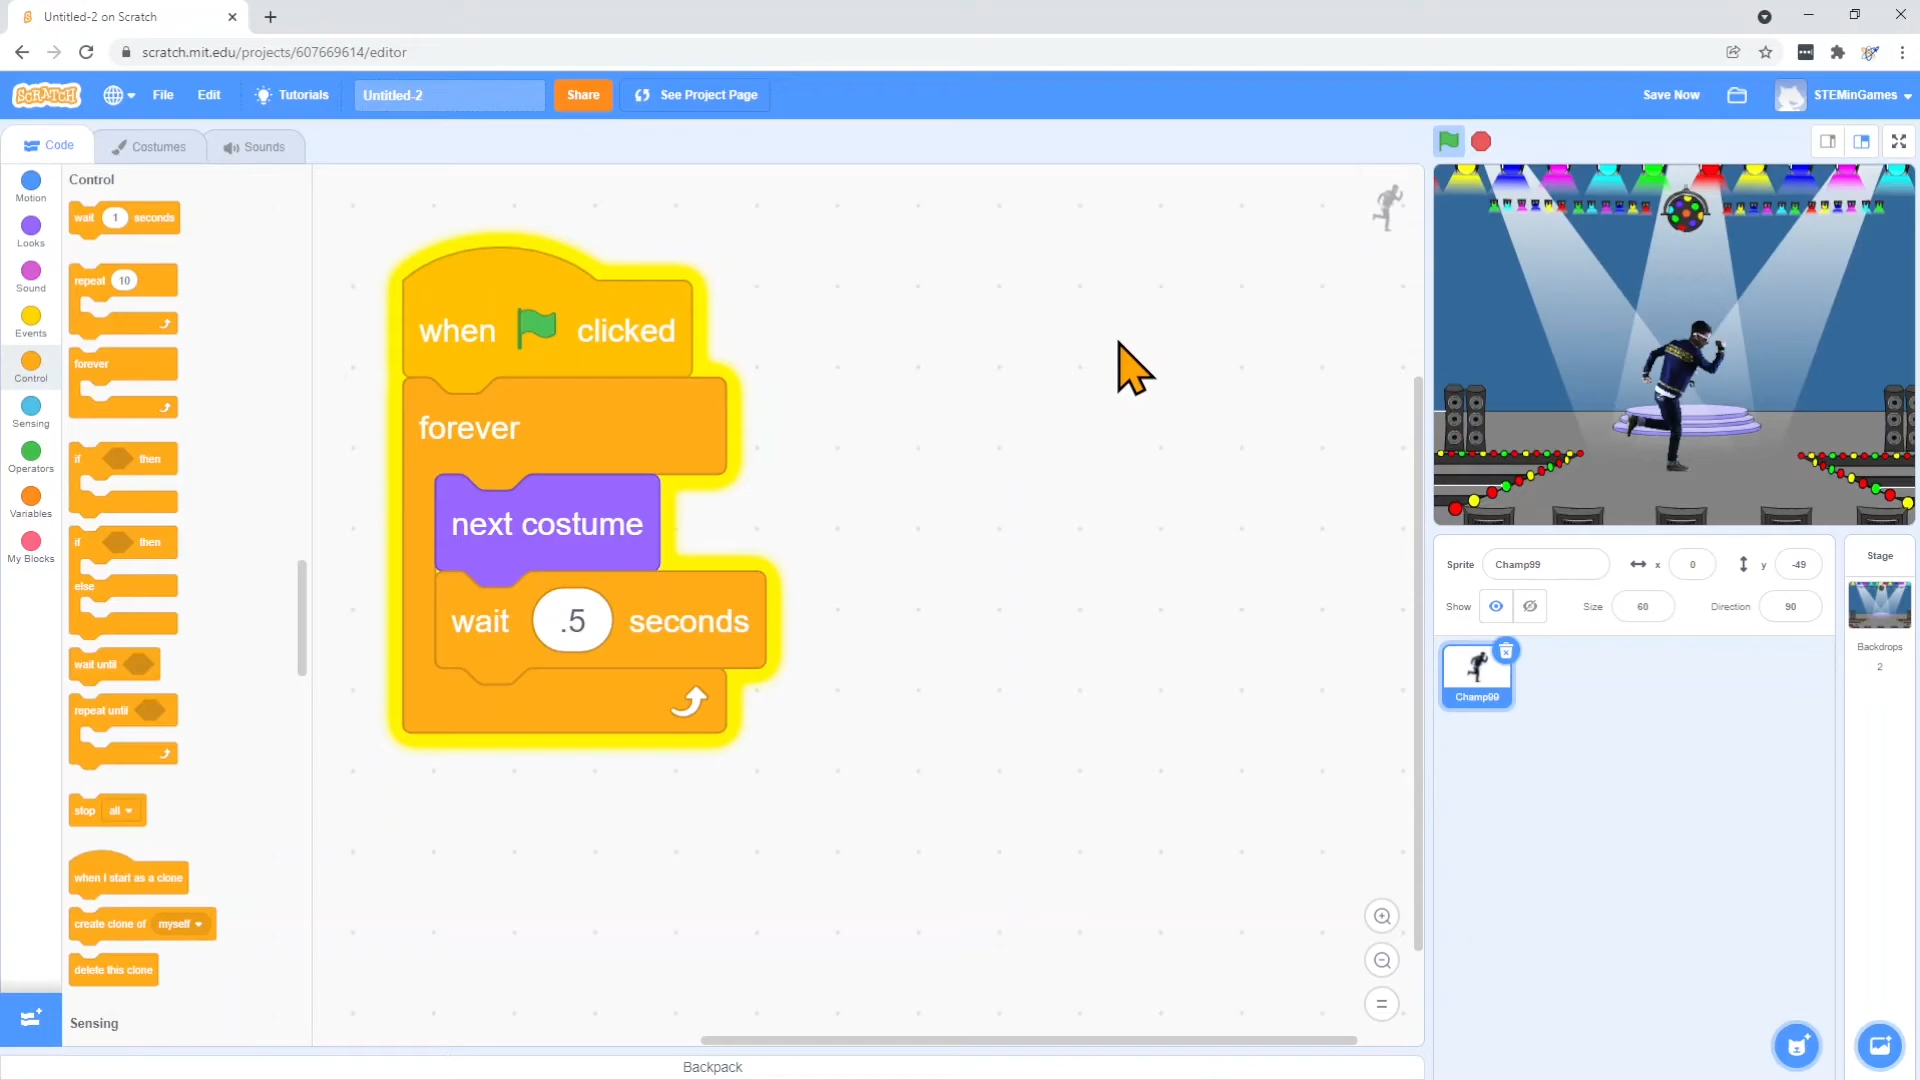 Untitled-2 on Scratch
scratch.mit.edu/projects/607669614/editor
SCRATCH
File
Edit
Tutorials
Untitled-2
Share
See Project Page
Save Now
STEMinGames
Code
Costumes
Sounds
Motion
Looks
Sound
Events
Control
Sensing
Operators
Variables
My Blocks
Control
wait 1 seconds
repeat 10
forever
if then
if then
else
wait until
repeat until
stop all
when I start as a clone
create clone of myself
delete this clone
Sensing
when clicked
forever
next costume
wait .5 seconds
Backpack
Sprite Champ99 x 0 y -49
Show Size 60 Direction 90
Champ99
Stage
Backdrops
2